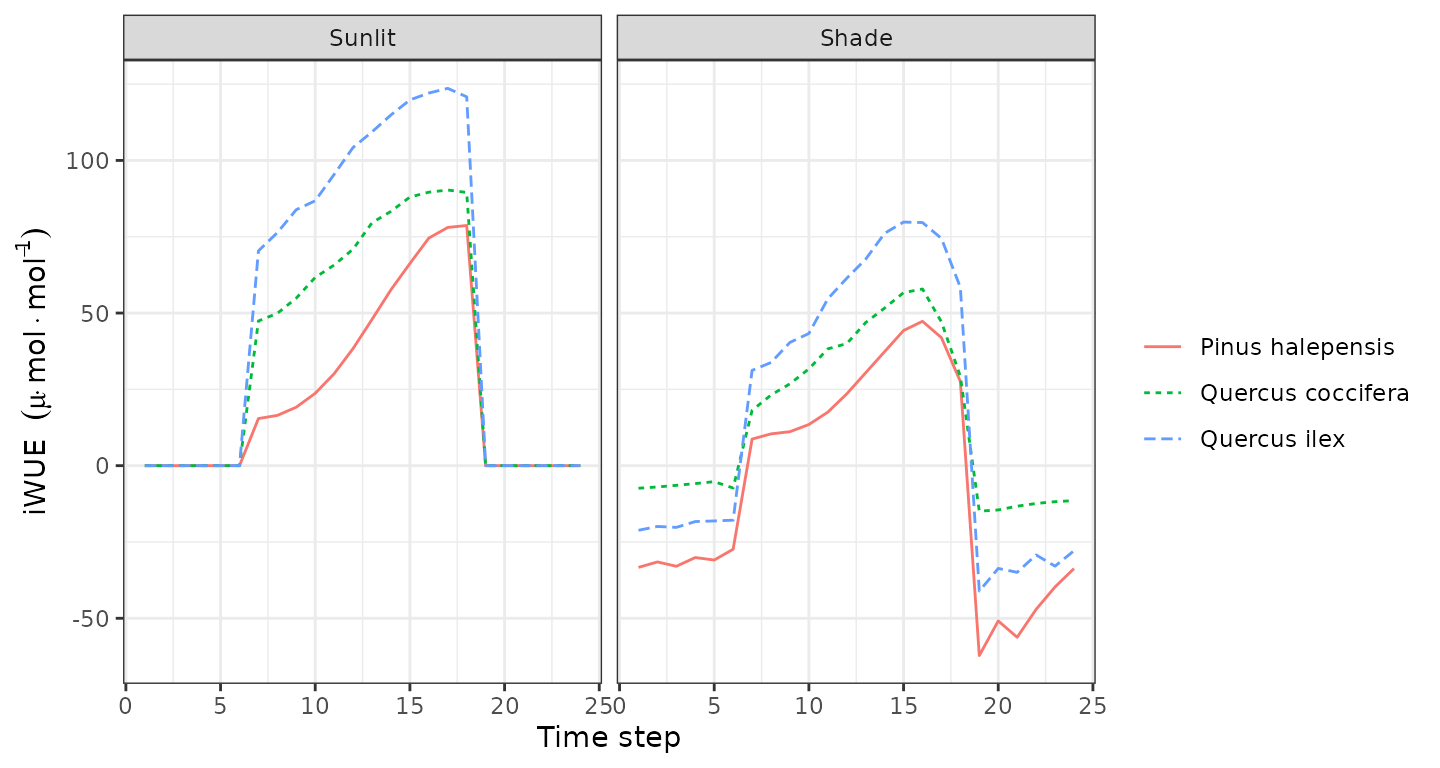 Sunlit Shade
iWUE (μ·mol·mol⁻¹)
100
50
0
-50
0 5 10 15 20 25 0 5 10 15 20 25
Time step
Pinus halepensis
Quercus coccifera
Quercus ilex